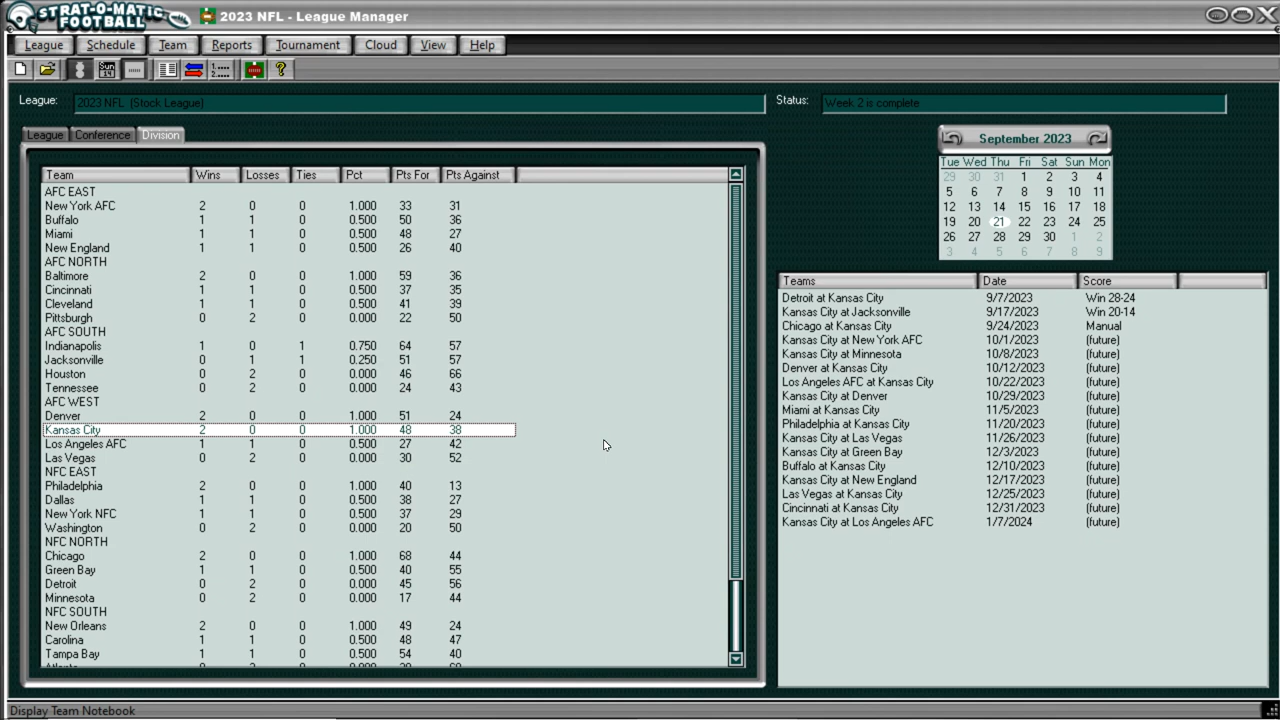 STRAT-O-MATIC FOOTBALL 2023 NFL - League Manager
League Schedule Team Reports Tournament Cloud View Help
Sun 14 1..... 2..... ?
League: 2023 NFL (Stock League) Status: Week 2 is complete
League Conference Division
Team Wins Losses Ties Pct Pts For Pts Against
AFC EAST
New York AFC 2 0 0 1.000 33 31
Buffalo 1 1 0 0.500 50 36
Miami 1 1 0 0.500 48 27
New England 1 1 0 0.500 26 40
AFC NORTH
Baltimore 2 0 0 1.000 59 36
Cincinnati 1 1 0 0.500 37 35
Cleveland 1 1 0 0.500 41 39
Pittsburgh 0 2 0 0.000 22 50
AFC SOUTH
Indianapolis 1 0 1 0.750 64 57
Jacksonville 0 1 1 0.250 51 57
Houston 0 2 0 0.000 46 66
Tennessee 0 2 0 0.000 24 43
AFC WEST
Denver 2 0 0 1.000 51 24
Kansas City 2 0 0 1.000 48 38
Los Angeles AFC 1 1 0 0.500 27 42
Las Vegas 0 2 0 0.000 30 52
NFC EAST
Philadelphia 2 0 0 1.000 40 13
Dallas 1 1 0 0.500 38 27
New York NFC 1 1 0 0.500 37 29
Washington 0 2 0 0.000 20 50
NFC NORTH
Chicago 2 0 0 1.000 68 44
Green Bay 1 1 0 0.500 40 55
Detroit 0 2 0 0.000 45 56
Minnesota 0 2 0 0.000 17 44
NFC SOUTH
New Orleans 2 0 0 1.000 49 24
Carolina 1 1 0 0.500 48 47
Tampa Bay 1 1 0 0.500 54 40
September 2023
Tue Wed Thu Fri Sat Sun Mon
29 30 31 1 2 3 4
5 6 7 8 9 10 11
12 13 14 15 16 17 18
19 20 21 22 23 24 25
26 27 28 29 30 1 2
3 4 5 6 7 8 9
Teams Date Score
Detroit at Kansas City 9/7/2023 Win 28-24
Kansas City at Jacksonville 9/17/2023 Win 20-14
Chicago at Kansas City 9/24/2023 Manual
Kansas City at New York AFC 10/1/2023 (future)
Kansas City at Minnesota 10/8/2023 (future)
Denver at Kansas City 10/12/2023 (future)
Los Angeles AFC at Kansas City 10/22/2023 (future)
Kansas City at Denver 10/29/2023 (future)
Miami at Kansas City 11/5/2023 (future)
Philadelphia at Kansas City 11/20/2023 (future)
Kansas City at Las Vegas 11/26/2023 (future)
Kansas City at Green Bay 12/3/2023 (future)
Buffalo at Kansas City 12/10/2023 (future)
Kansas City at New England 12/17/2023 (future)
Las Vegas at Kansas City 12/25/2023 (future)
Cincinnati at Kansas City 12/31/2023 (future)
Kansas City at Los Angeles AFC 1/7/2024 (future)
Display Team Notebook